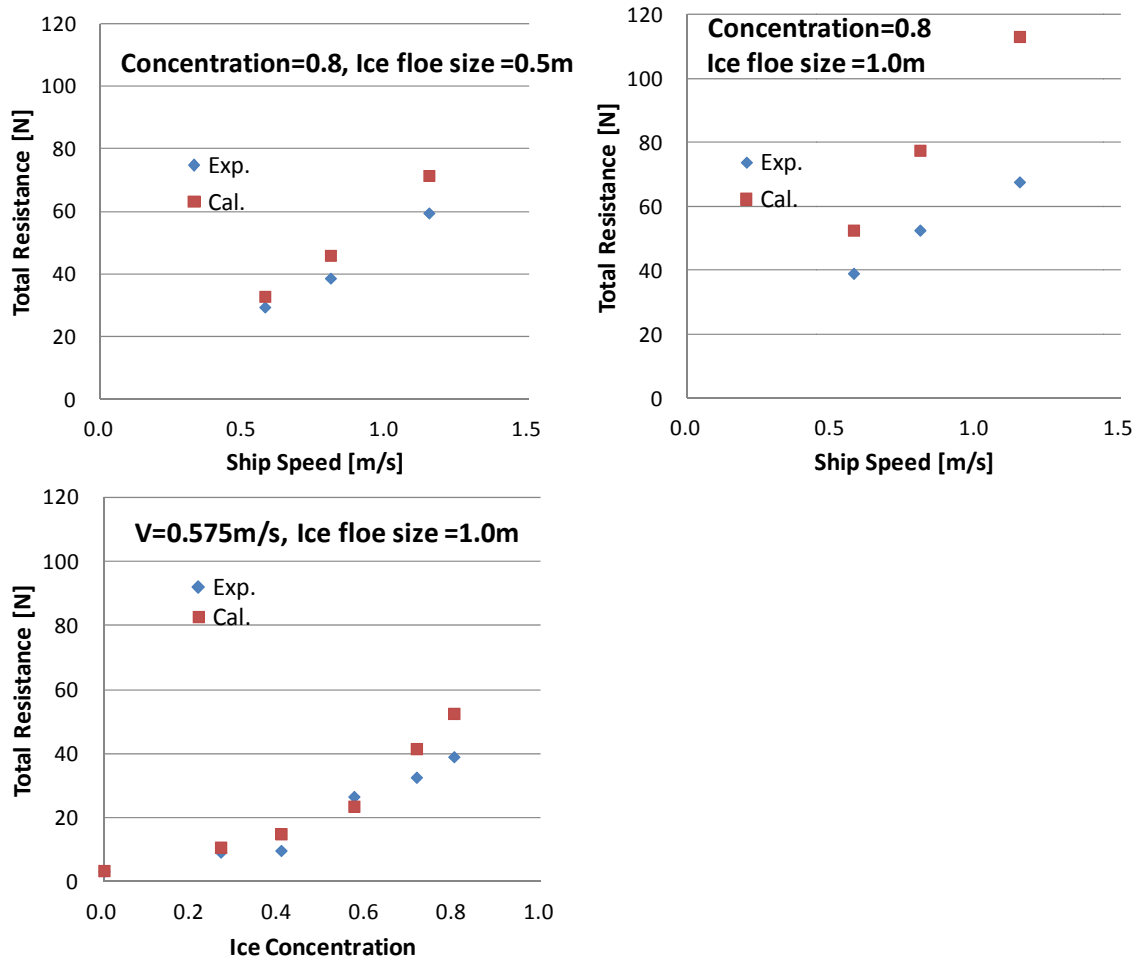 120
100
80
60
40
20
0
Total Resistance [N]
Concentration=0.8, Ice floe size =0.5m
Exp.
Cal.
0.0 0.5 1.0 1.5
Ship Speed [m/s]
120
100
80
60
40
20
0
Total Resistance [N]
Concentration=0.8
Ice floe size =1.0m
Exp.
Cal.
0.0 0.5 1.0 1.5
Ship Speed [m/s]
120
100
80
60
40
20
0
Total Resistance [N]
V=0.575m/s, Ice floe size =1.0m
Exp.
Cal.
0.0 0.2 0.4 0.6 0.8 1.0
Ice Concentration